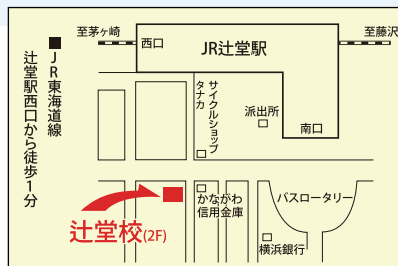 至茅ヶ崎
至藤沢
西口
JR辻堂駅
■JR東海道線
辻堂駅西口から徒歩1分
サイクルショップ
タナカ
派出所
南口
かながわ
信用金庫
バスロータリー
辻堂校(2F)
横浜銀行